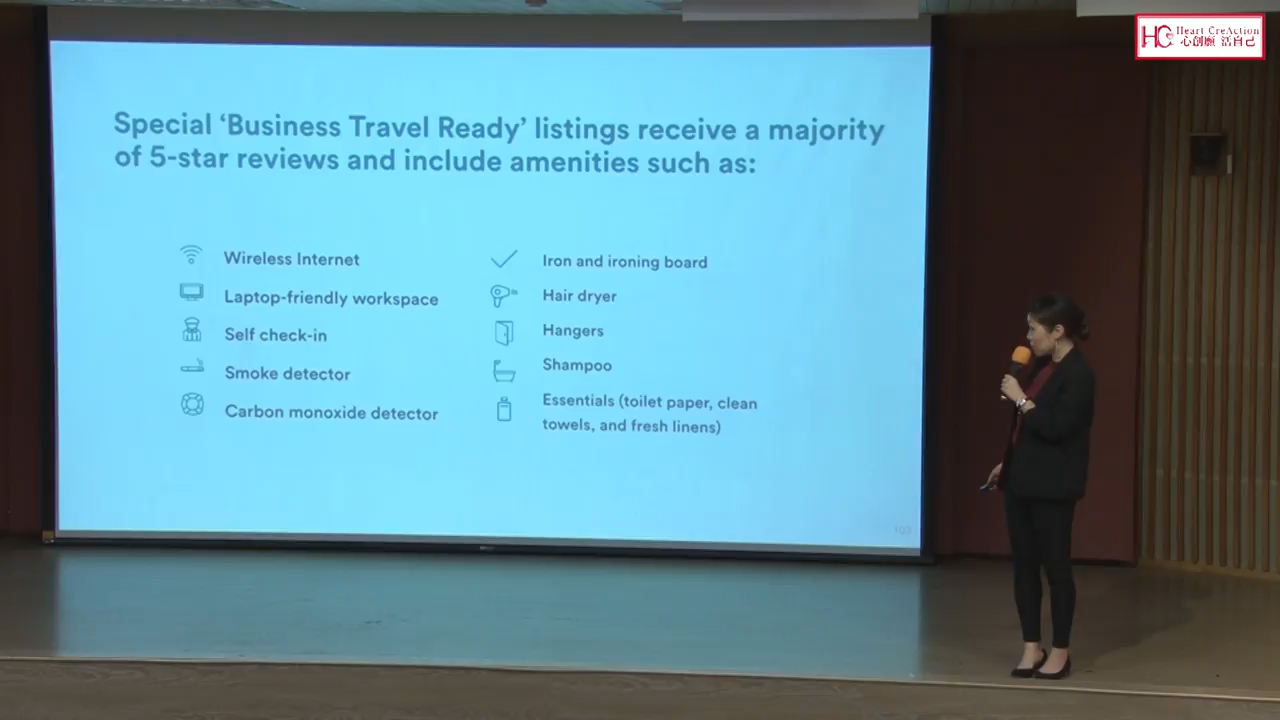 Heart CreAction
心創願 活自己
Special ‘Business Travel Ready’ listings receive a majority
of 5-star reviews and include amenities such as:
Wireless Internet
Laptop-friendly workspace
Self check-in
Smoke detector
Carbon monoxide detector
Iron and ironing board
Hair dryer
Hangers
Shampoo
Essentials (toilet paper, clean
towels, and fresh linens)
103